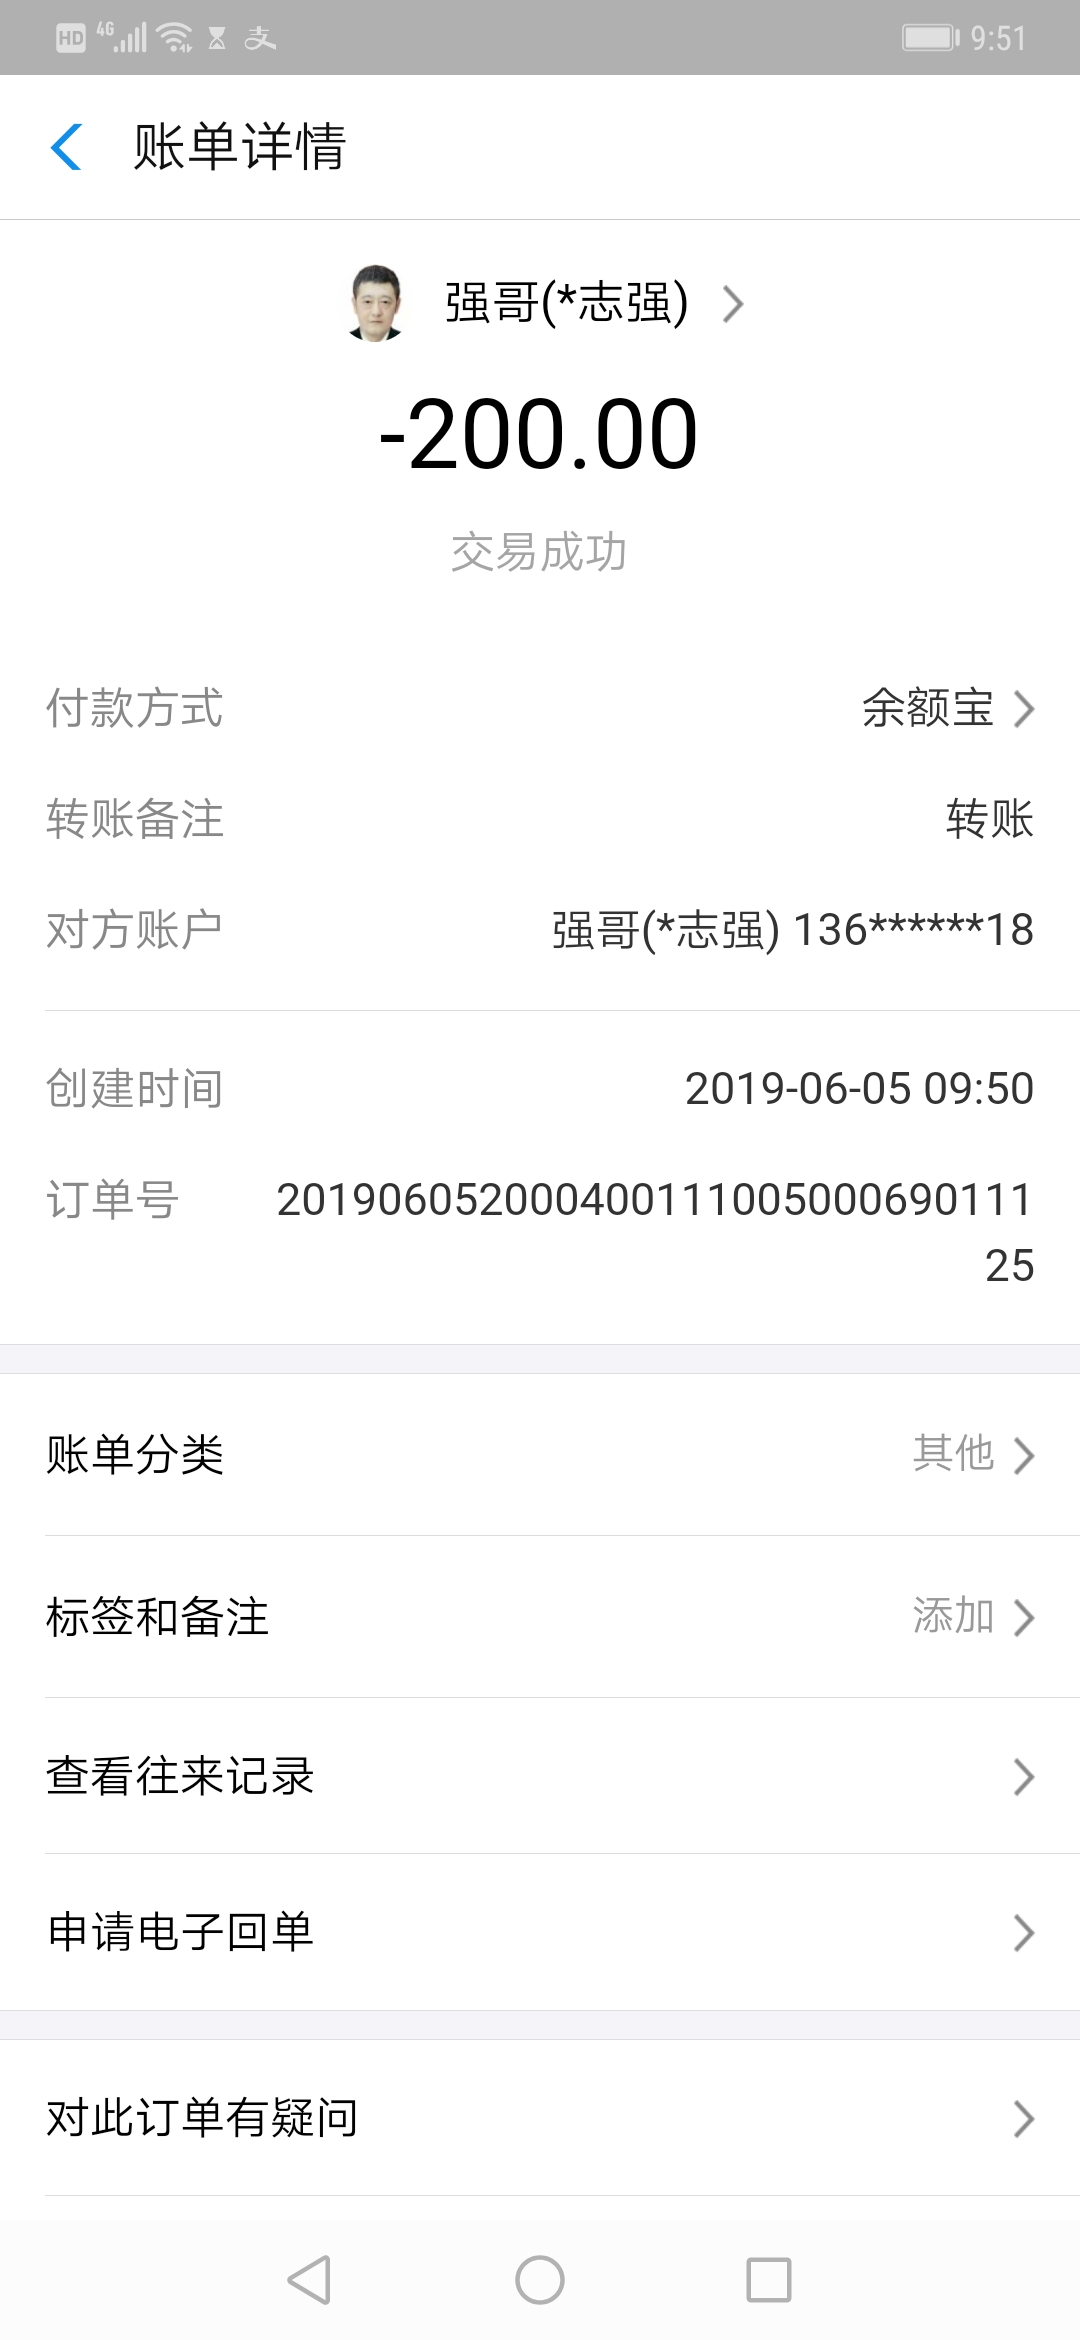 HD 4G 支 9:51
账单详情
强哥(*志强)
-200.00
交易成功
付款方式 余额宝
转账备注 转账
对方账户 强哥(*志强) 136******18
创建时间 2019-06-05 09:50
订单号 201906052000400111005000690111
25
账单分类 其他
标签和备注 添加
查看往来记录
申请电子回单
对此订单有疑问